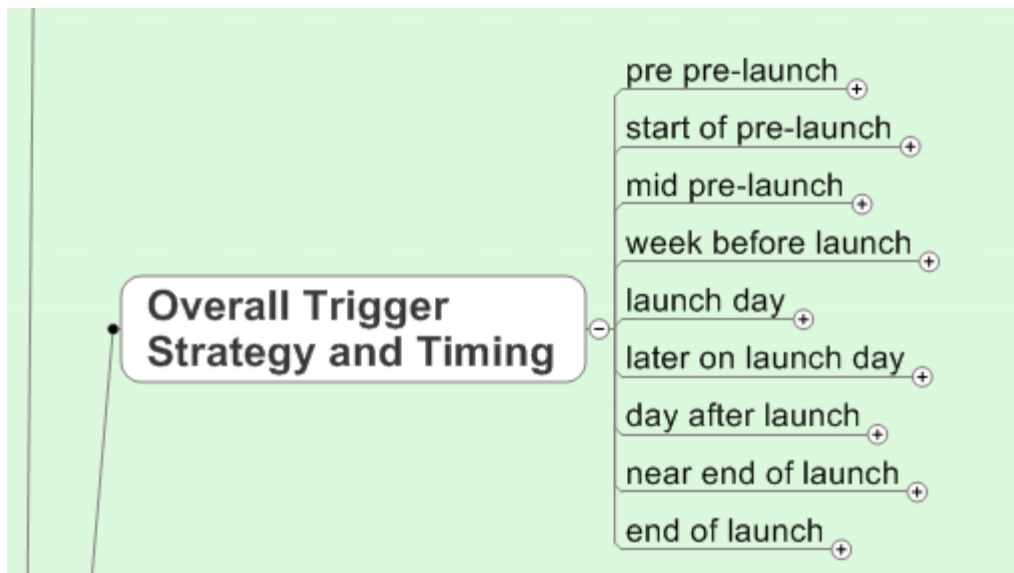 pre pre-launch
start of pre-launch
mid pre-launch
week before launch
Overall Trigger
Strategy and Timing
launch day
later on launch day
day after launch
near end of launch
end of launch